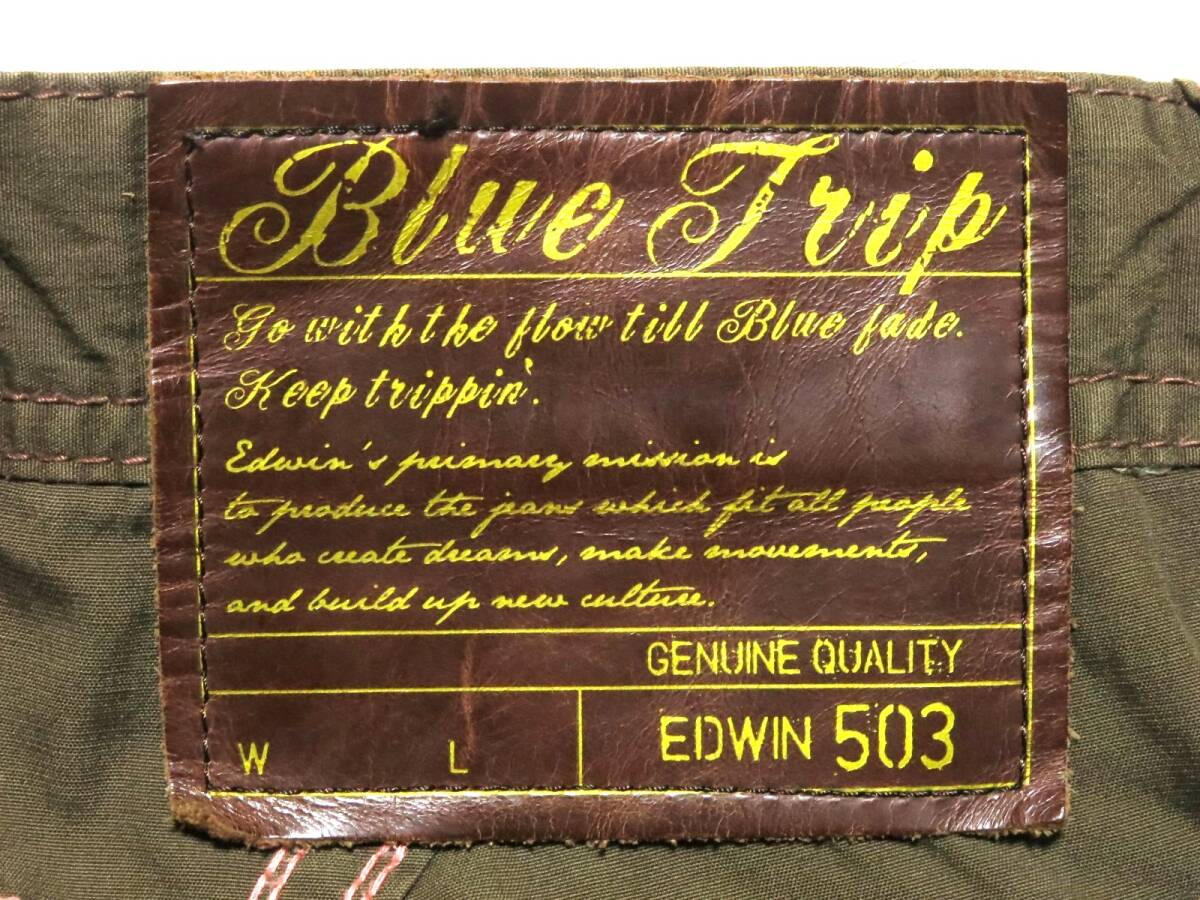 Blue Trip
Go with the flow till Blue fade.
Keep trippin'.
Edwin's primary mission is
to produce the jeans which fit all people
who create dreams, make movements,
and build up new culture.
GENUINE QUALITY
W L EDWIN 503